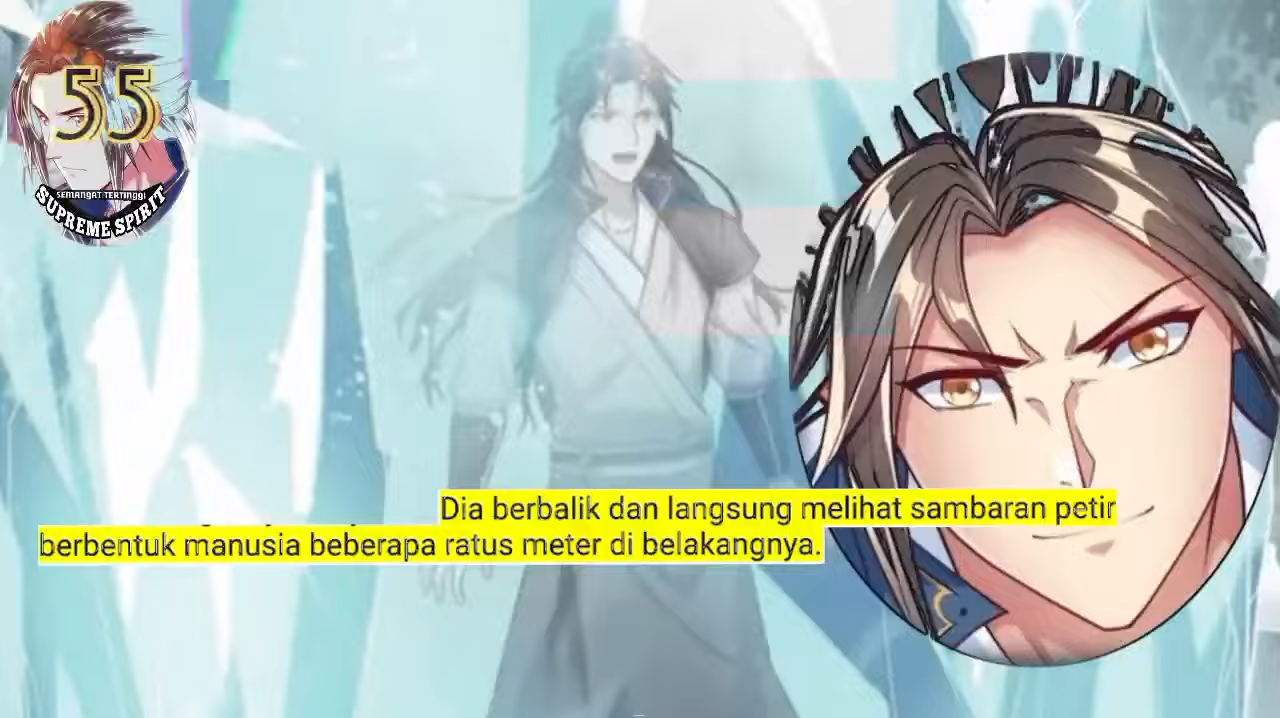 55
SEMANGAT TERTINGGI
SUPREME SPIRIT
Dia berbalik dan langsung melihat sambaran petir
berbentuk manusia beberapa ratus meter di belakangnya.